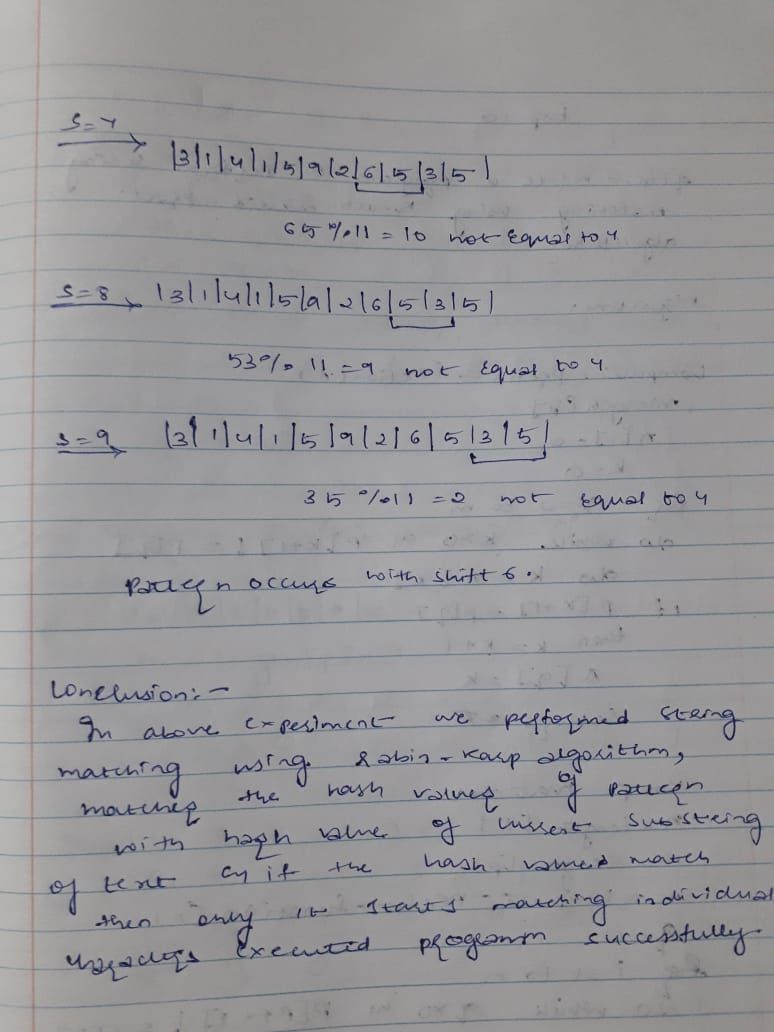 S=7
|3|1|4|1|5|9|2|6|5|3|5|
65%11 = 10 not Equal to 4
S=8 |3|1|4|1|5|9|2|6|5|3|5|
53% 11 = 9 not Equal to 4
S=9 |3|1|4|1|5|9|2|6|5|3|5|
35%11 = 2 not Equal to 4
Pattern occurs with shift 6.
Conclusion:-
In above experiment we performed string
matching using Rabin-Karp algorithm,
the hash values of pattern
with hash value of current substring
of text if the hash values match
then only it starts matching individual
characters Executed programm successfully